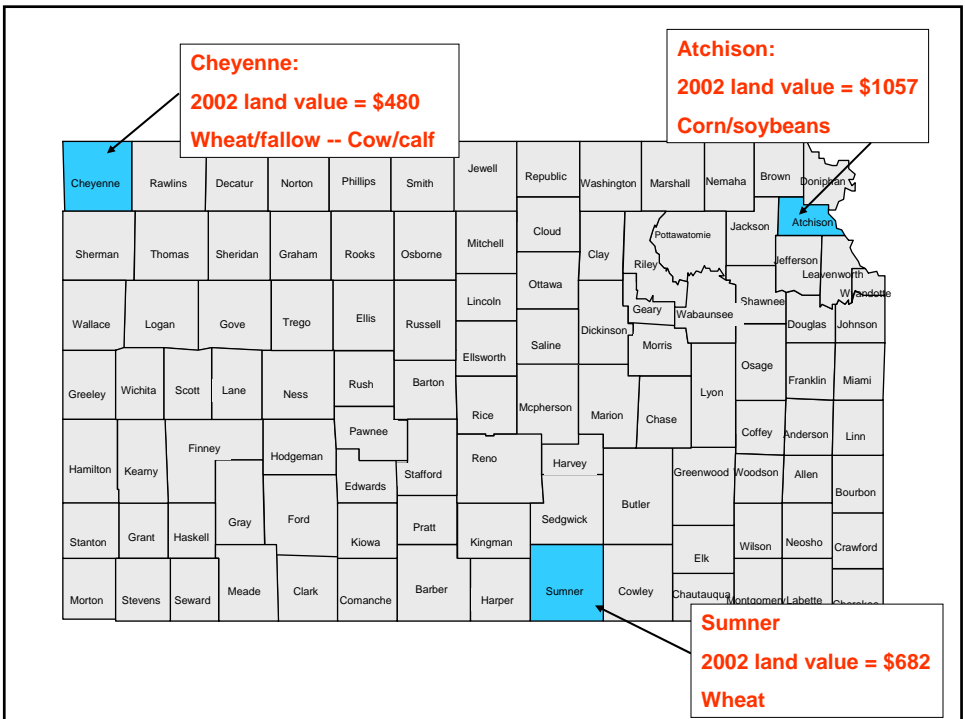 Cheyenne:
2002 land value = $480
Wheat/fallow -- Cow/calf
Atchison:
2002 land value = $1057
Corn/soybeans
Cheyenne
Rawlins
Decatur
Norton
Phillips
Smith
Jewell
Republic
Washington
Marshall
Nemaha
Brown
Doniphan
Atchison
Sherman
Thomas
Sheridan
Graham
Rooks
Osborne
Mitchell
Cloud
Clay
Riley
Pottawatomie
Jackson
Jefferson
Leavenworth
Wyandotte
Wallace
Logan
Gove
Trego
Ellis
Russell
Lincoln
Ottawa
Saline
Dickinson
Geary
Wabaunsee
Shawnee
Douglas
Johnson
Ellsworth
Morris
Osage
Franklin
Miami
Greeley
Wichita
Scott
Lane
Ness
Rush
Barton
Rice
Mcpherson
Marion
Chase
Lyon
Coffey
Anderson
Linn
Hamilton
Kearny
Finney
Hodgeman
Pawnee
Edwards
Stafford
Reno
Harvey
Butler
Greenwood
Woodson
Allen
Bourbon
Stanton
Grant
Haskell
Gray
Ford
Kiowa
Pratt
Kingman
Sedgwick
Elk
Wilson
Neosho
Crawford
Morton
Stevens
Seward
Meade
Clark
Comanche
Barber
Harper
Sumner
Cowley
Chautauqua
Montgomery
Labette
Cherokee
Sumner
2002 land value = $682
Wheat